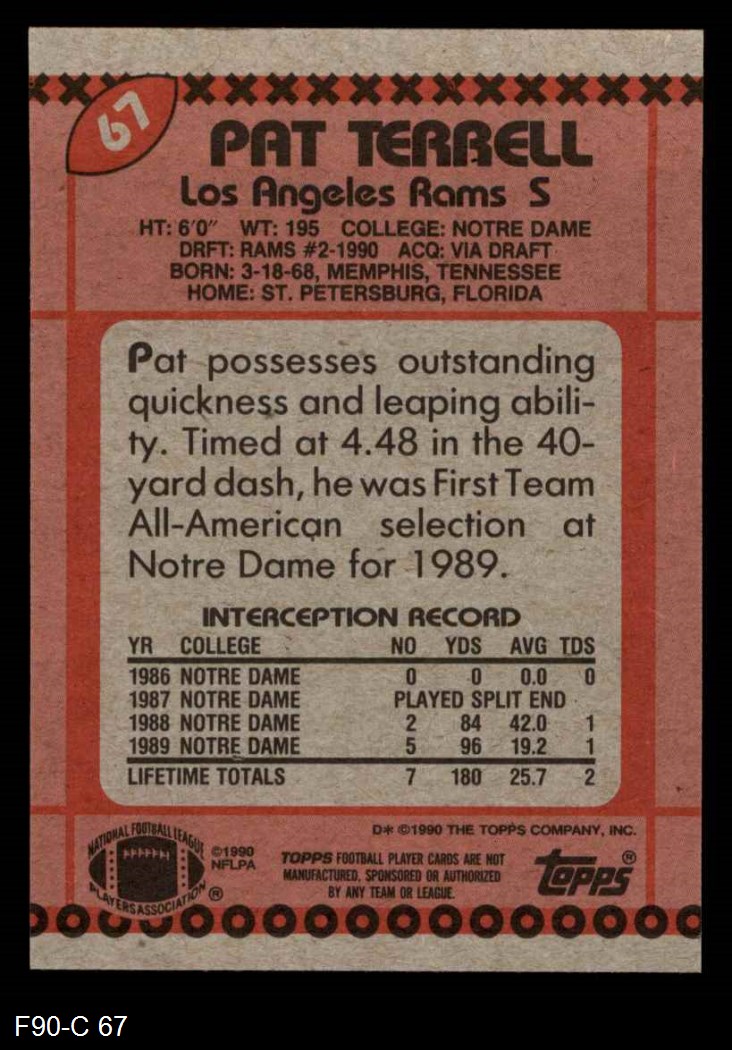 67
PAT TERRELL
Los Angeles Rams S
HT: 6'0" WT: 195 COLLEGE: NOTRE DAME
DRFT: RAMS #2-1990 ACQ: VIA DRAFT
BORN: 3-18-68, MEMPHIS, TENNESSEE
HOME: ST. PETERSBURG, FLORIDA
Pat possesses outstanding
quickness and leaping abili-
ty. Timed at 4.48 in the 40-
yard dash, he was First Team
All-American selection at
Notre Dame for 1989.
INTERCEPTION RECORD
YR COLLEGE NO YDS AVG TDS
1986 NOTRE DAME 0 0 0.0 0
1987 NOTRE DAME PLAYED SPLIT END
1988 NOTRE DAME 2 84 42.0 1
1989 NOTRE DAME 5 96 19.2 1
LIFETIME TOTALS 7 180 25.7 2
D* ©1990 THE TOPPS COMPANY, INC.
NATIONAL FOOTBALL LEAGUE
PLAYERS ASSOCIATION ®
©1990
NFLPA
TOPPS FOOTBALL PLAYER CARDS ARE NOT
MANUFACTURED, SPONSORED OR AUTHORIZED
BY ANY TEAM OR LEAGUE.
topps®
F90-C 67